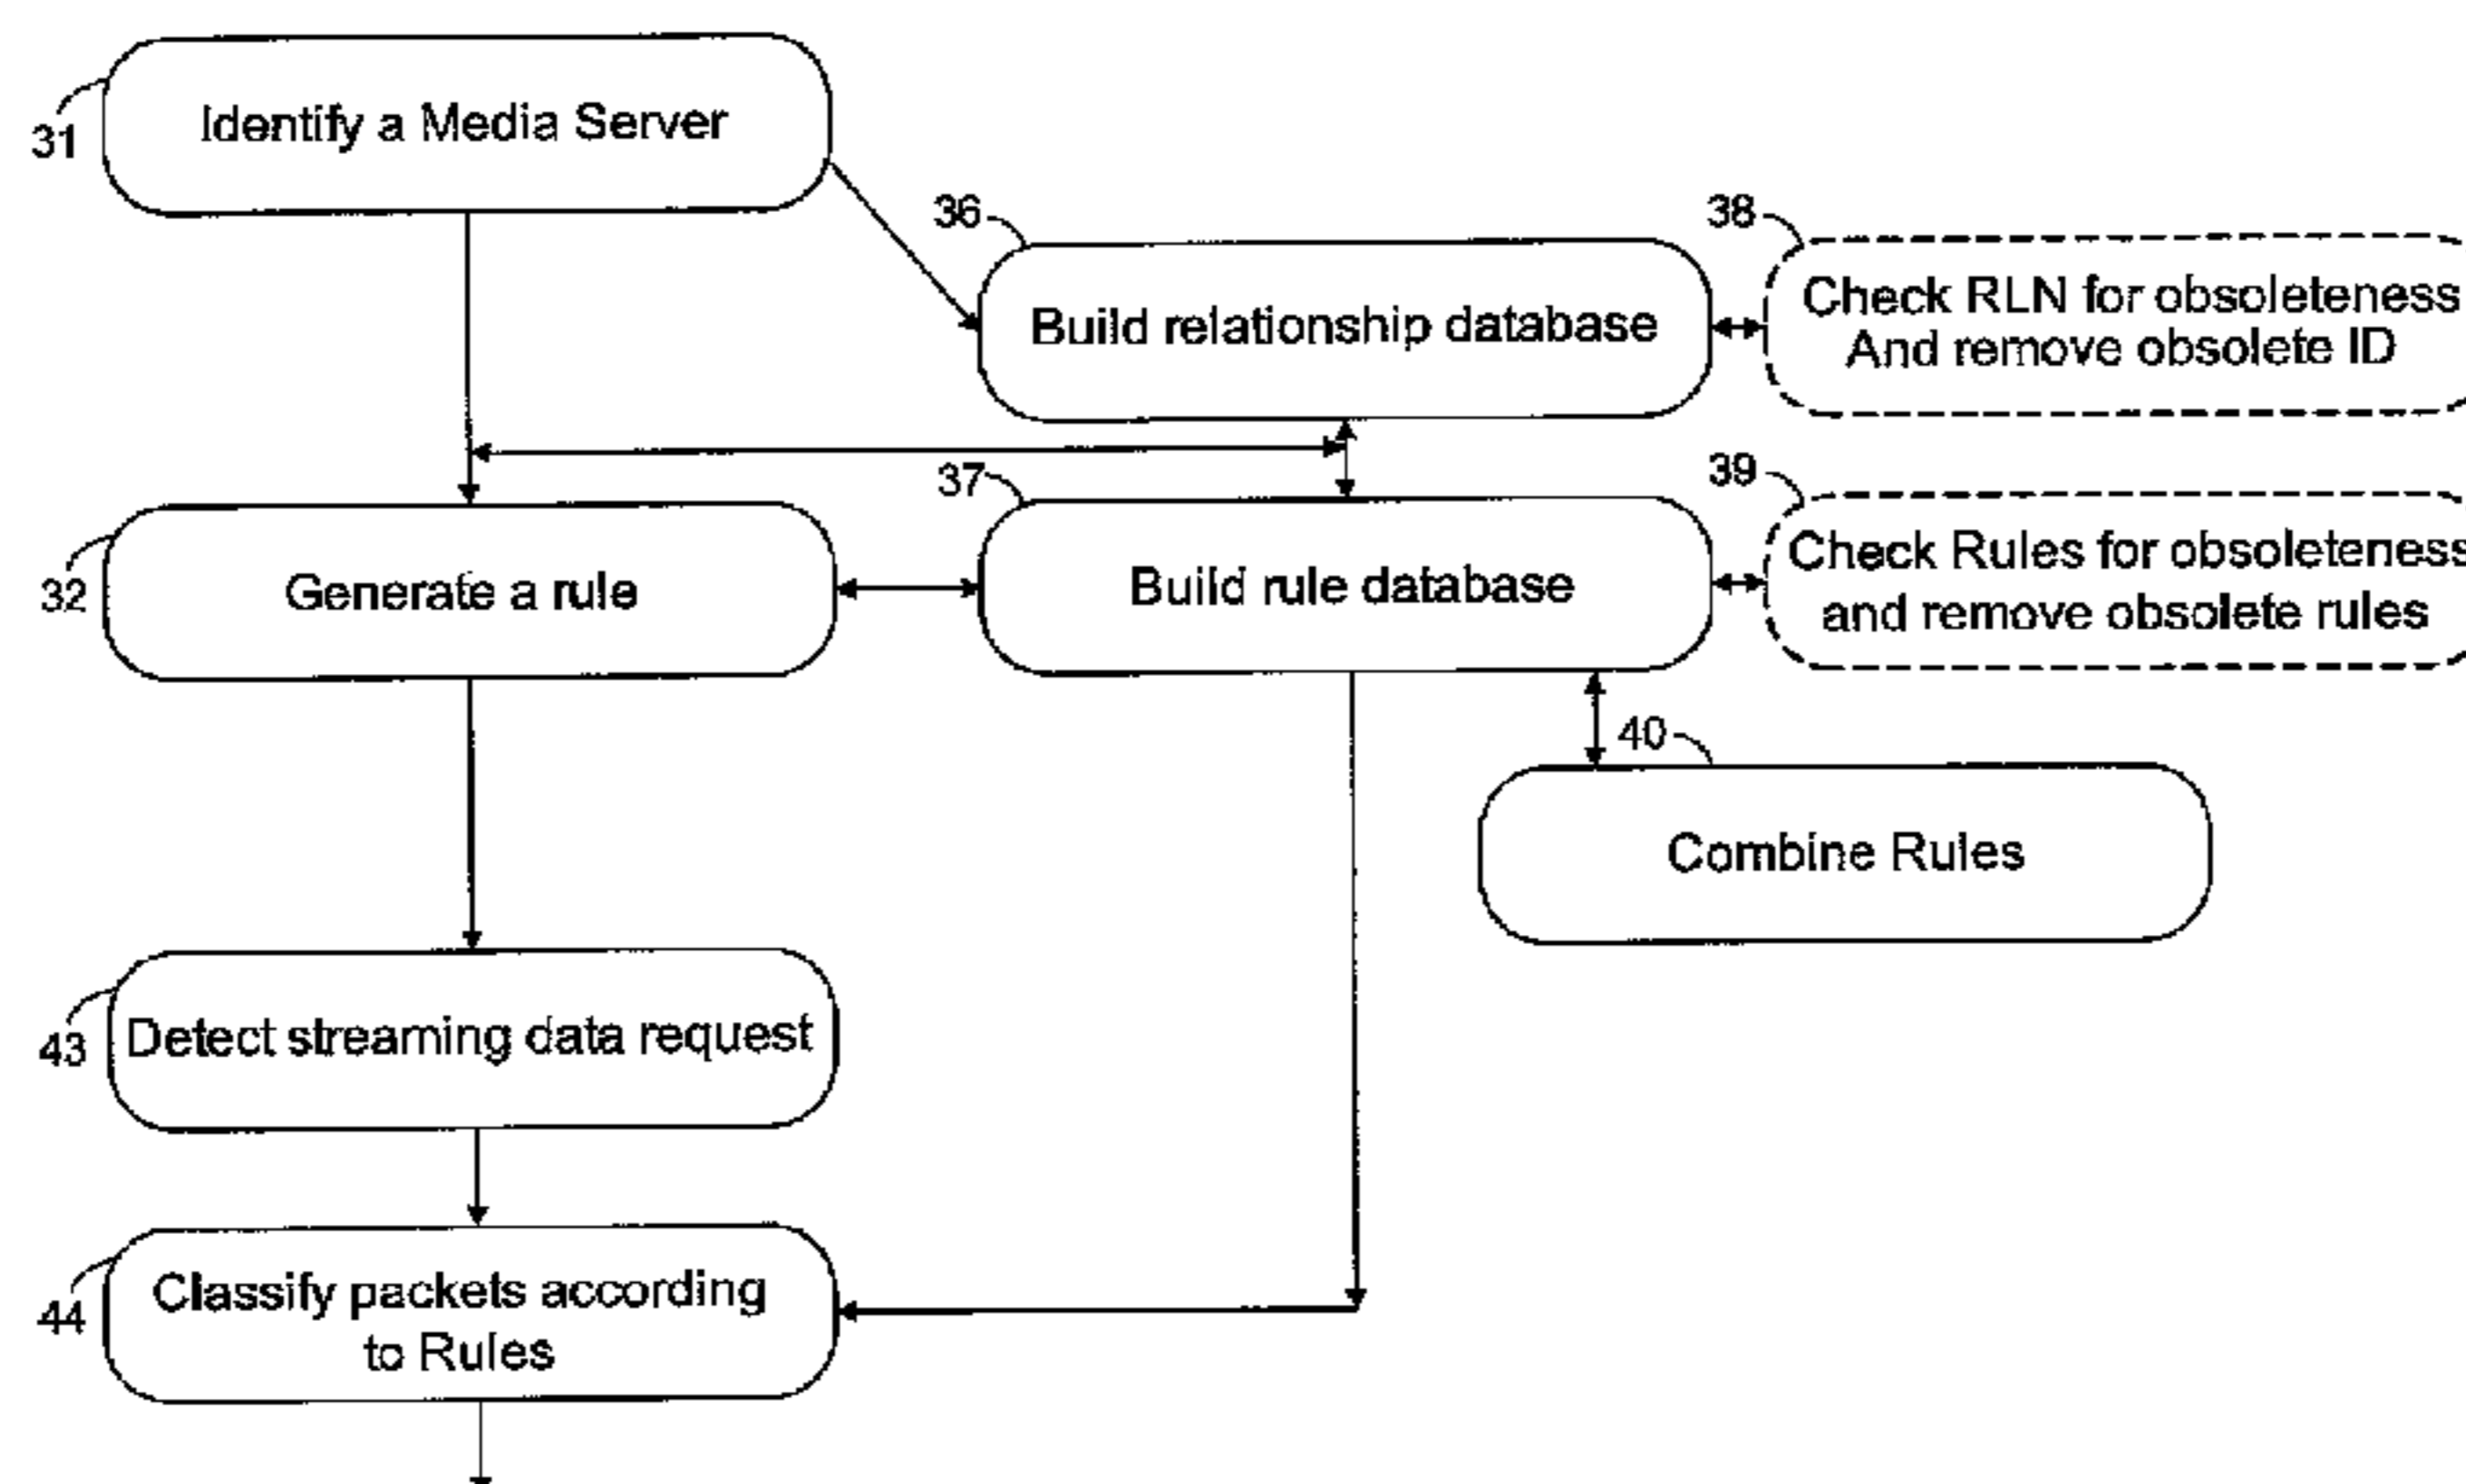 31
Identify a Media Server
36
Build relationship database
38
Check RLN for obsoleteness
And remove obsolete ID
32
Generate a rule
37
Build rule database
39
Check Rules for obsoleteness
and remove obsolete rules
40
Combine Rules
43
Detect streaming data request
44
Classify packets according
to Rules